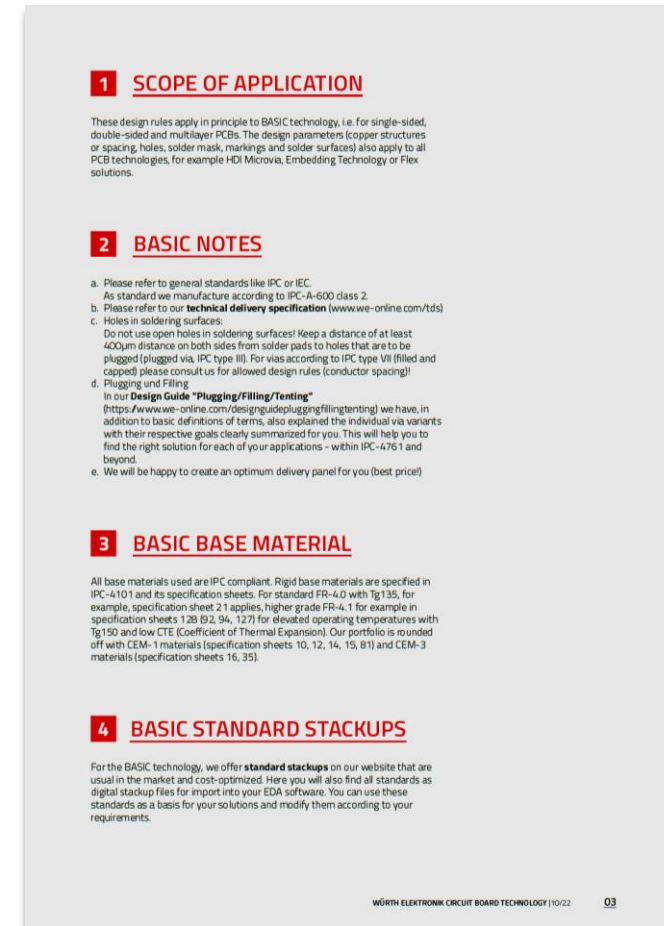 1 SCOPE OF APPLICATION
These design rules apply in principle to BASIC technology, i.e. for single-sided,
double-sided and multilayer PCBs. The design parameters (copper structures
or spacing, holes, solder mask, markings and solder surfaces) also apply to all
PCB technologies, for example HDI Microvia, Embedding Technology or Flex
solutions.
2 BASIC NOTES
a. Please refer to general standards like IPC or IEC.
As standard we manufacture according to IPC-A-600 class 2.
b. Please refer to our technical delivery specification (www.we-online.com/tds)
c. Holes in soldering surfaces:
Do not use open holes in soldering surfaces! Keep a distance of at least
400µm distance on both sides from solder pads to holes that are to be
plugged (plugged via, IPC type III). For vias according to IPC type VII (filled and
capped) please consult us for allowed design rules (conductor spacing)!
d. Plugging und Filling
In our Design Guide "Plugging/Filling/Tenting"
(https://www.we-online.com/designguidepluggingfillingtenting) we have, in
addition to basic definitions of terms, also explained the individual via variants
with their respective goals clearly summarized for you. This will help you to
find the right solution for each of your applications - within IPC-4761 and
beyond.
e. We will be happy to create an optimum delivery panel for you (best price!)
3 BASIC BASE MATERIAL
All base materials used are IPC compliant. Rigid base materials are specified in
IPC-4101 and its specification sheets. For standard FR-4.0 with Tg135, for
example, specification sheet 21 applies, higher grade FR-4.1 for example in
specification sheets 128 (92, 94, 127) for elevated operating temperatures with
Tg150 and low CTE (Coefficient of Thermal Expansion). Our portfolio is rounded
off with CEM-1 materials (specification sheets 10, 12, 14, 15, 81) and CEM-3
materials (specification sheets 16, 35).
4 BASIC STANDARD STACKUPS
For the BASIC technology, we offer standard stackups on our website that are
usual in the market and cost-optimized. Here you will also find all standards as
digital stackup files for import into your EDA software. You can use these
standards as a basis for your solutions and modify them according to your
requirements.
WÜRTH ELEKTRONIK CIRCUIT BOARD TECHNOLOGY | 10/22 03